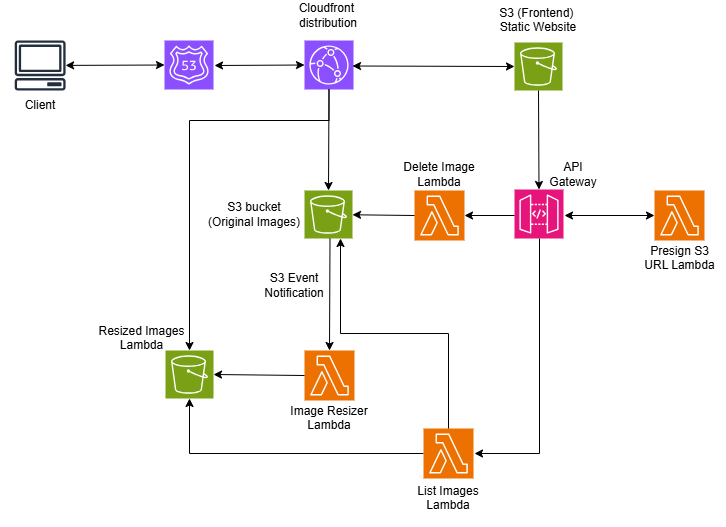 Cloudfront
distribution
S3 (Frontend)
Static Website
53
Client
Delete Image
Lambda
API
Gateway
S3 bucket
(Original Images)
</>
Presign S3
URL Lambda
S3 Event
Notification
Resized Images
Lambda
Image Resizer
Lambda
List Images
Lambda